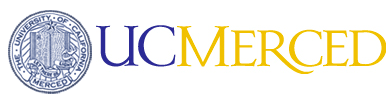 THE UNIVERSITY OF CALIFORNIA
MERCED
UCMERCED